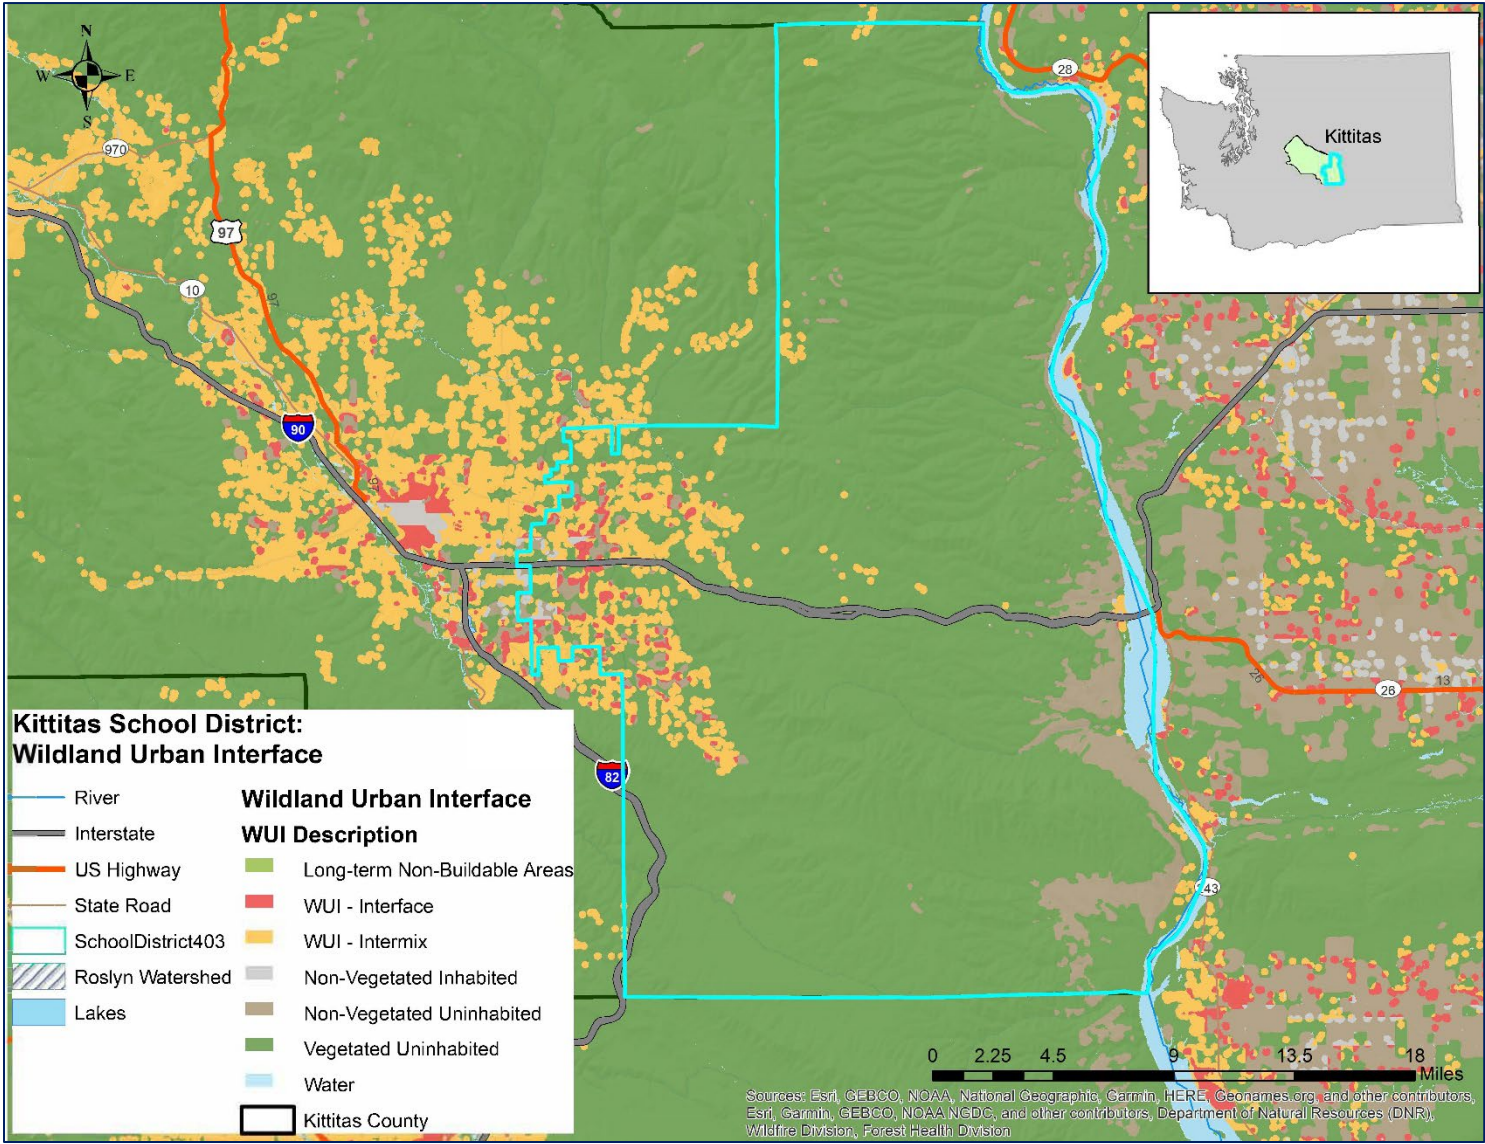 N
W E
S
970
97
10
97
97
90
82
28
26
26
13
243
Kittitas
Kittitas School District:
Wildland Urban Interface
River
Interstate
US Highway
State Road
SchoolDistrict403
Roslyn Watershed
Lakes
Wildland Urban Interface
WUI Description
Long-term Non-Buildable Areas
WUI - Interface
WUI - Intermix
Non-Vegetated Inhabited
Non-Vegetated Uninhabited
Vegetated Uninhabited
Water
Kittitas County
0 2.25 4.5 9 13.5 18
Miles
Sources: Esri, GEBCO, NOAA, National Geographic, Garmin, HERE, Geonames.org, and other contributors,
Esri, Garmin, GEBCO, NOAA NGDC, and other contributors, Department of Natural Resources (DNR),
Wildfire Division, Forest Health Division